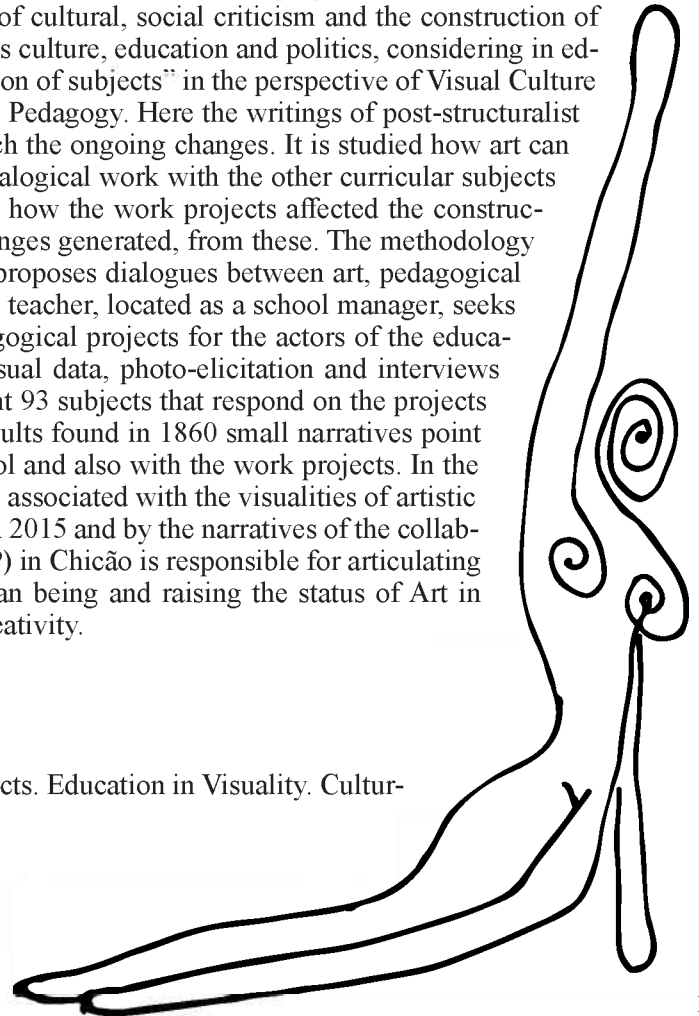 of cultural, social criticism and the construction of
s culture, education and politics, considering in ed-
on of subjects” in the perspective of Visual Culture
Pedagogy. Here the writings of post-structuralist
ch the ongoing changes. It is studied how art can
alogical work with the other curricular subjects
how the work projects affected the construc-
nges generated, from these. The methodology
proposes dialogues between art, pedagogical
teacher, located as a school manager, seeks
gogical projects for the actors of the educa-
sual data, photo-elicitation and interviews
at 93 subjects that respond on the projects
ults found in 1860 small narratives point
ol and also with the work projects. In the
associated with the visualities of artistic
2015 and by the narratives of the collab-
) in Chicão is responsible for articulating
an being and raising the status of Art in
eativity.
cts. Education in Visuality. Cultur-